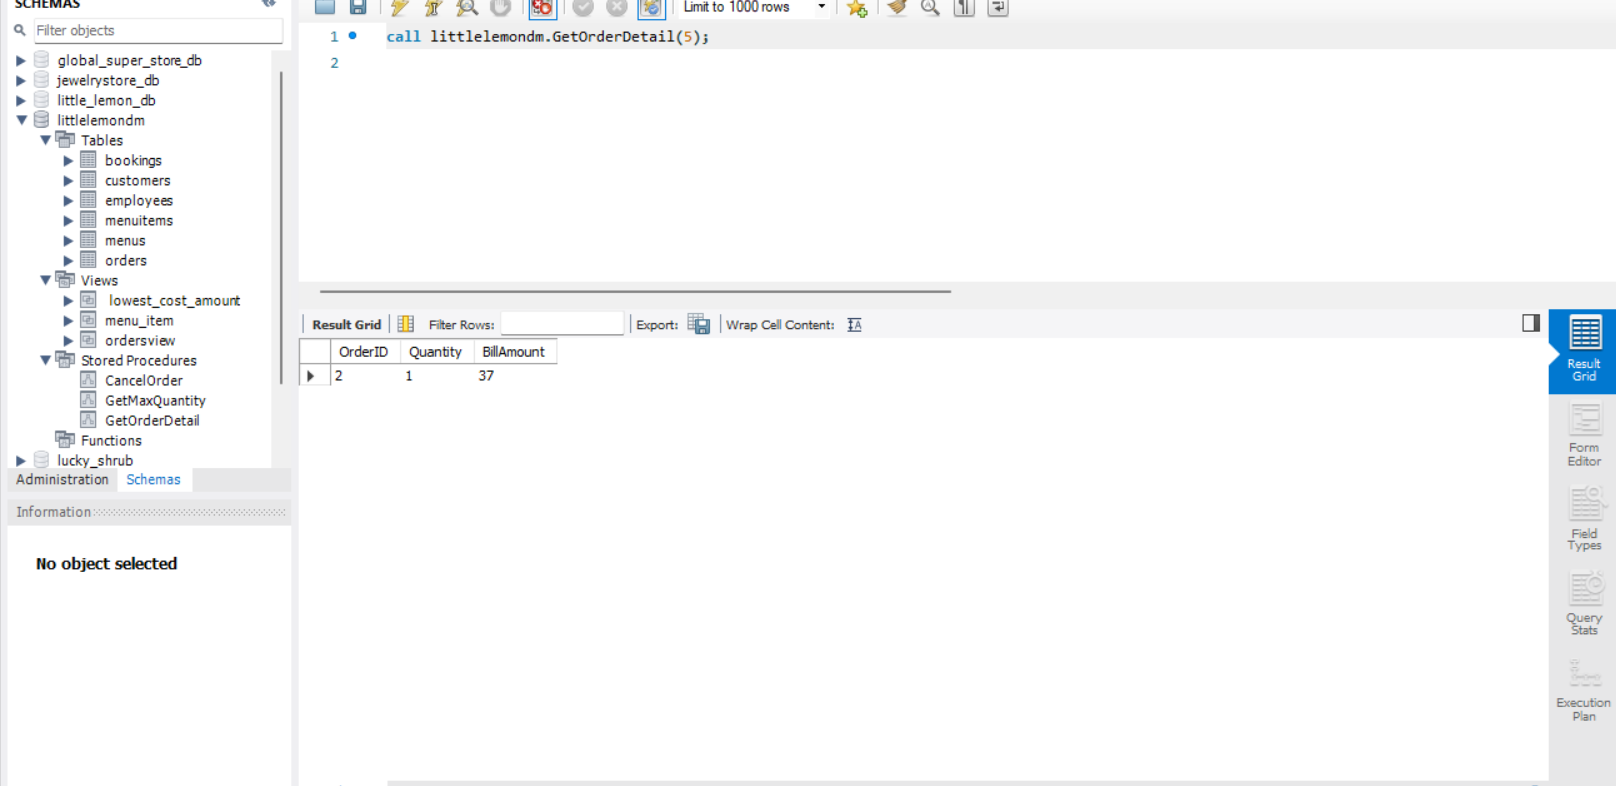 SCHEMAS
Filter objects
global_super_store_db
jewelrystore_db
little_lemon_db
littlelemondm
Tables
bookings
customers
employees
menuitems
menus
orders
Views
lowest_cost_amount
menu_item
ordersview
Stored Procedures
CancelOrder
GetMaxQuantity
GetOrderDetail
Functions
lucky_shrub
Administration Schemas
Information
No object selected
Limit to 1000 rows
1 call littlelemondm.GetOrderDetail(5);
2
Result Grid Filter Rows: Export: Wrap Cell Content:
OrderID Quantity BillAmount
2 1 37
Result
Grid
Form
Editor
Field
Types
Query
Stats
Execution
Plan